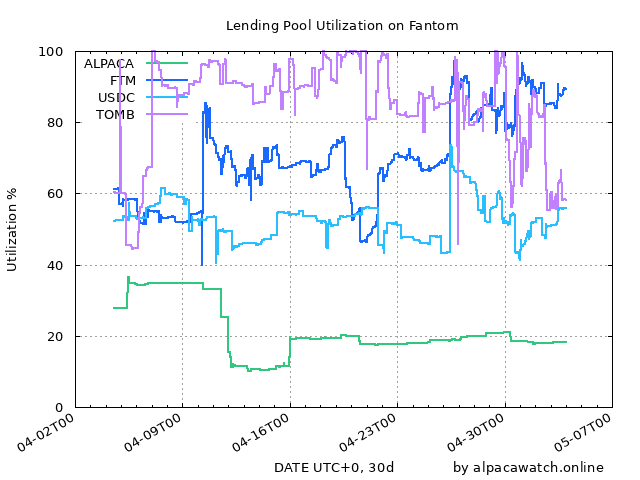 Lending Pool Utilization on Fantom
100
80
60
40
20
0
Utilization %
ALPACA
FTM
USDC
TOMB
04-02T00
04-09T00
04-16T00
04-23T00
04-30T00
05-07T00
DATE UTC+0, 30d
by alpacawatch.online